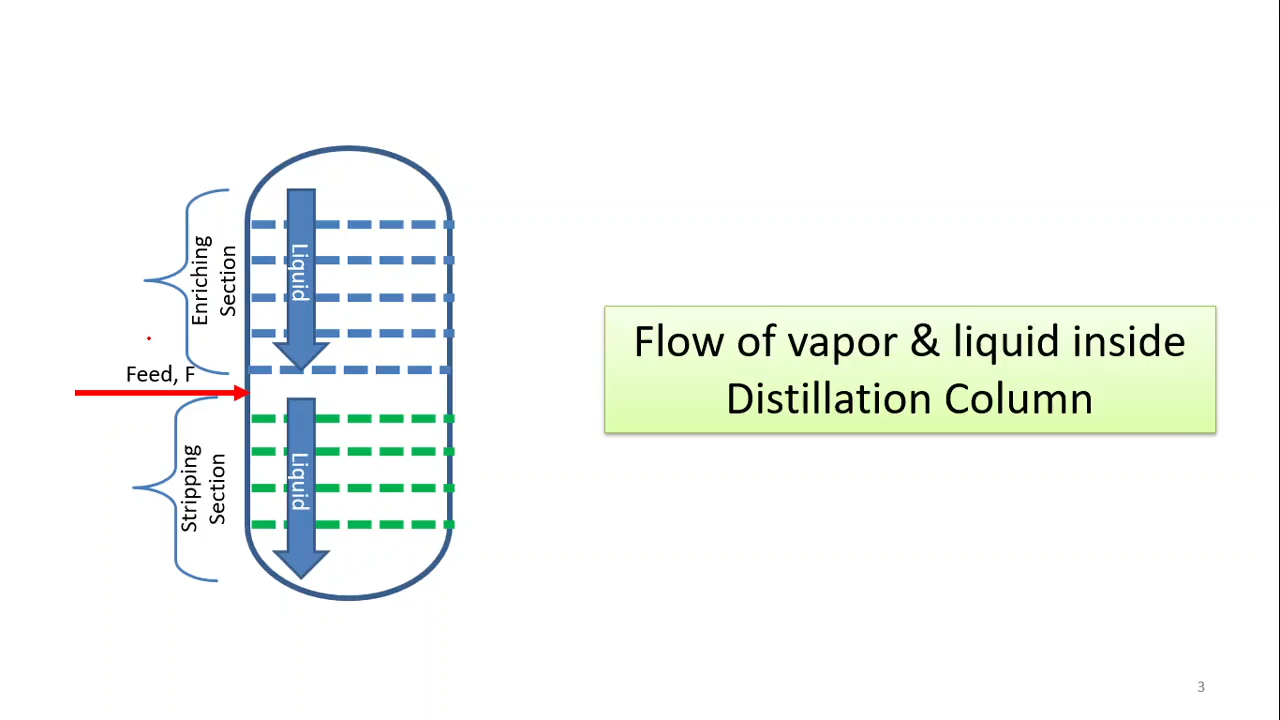 Enriching
Section
Liquid
Feed, F
Stripping
Section
Liquid
Flow of vapor & liquid inside
Distillation Column
3